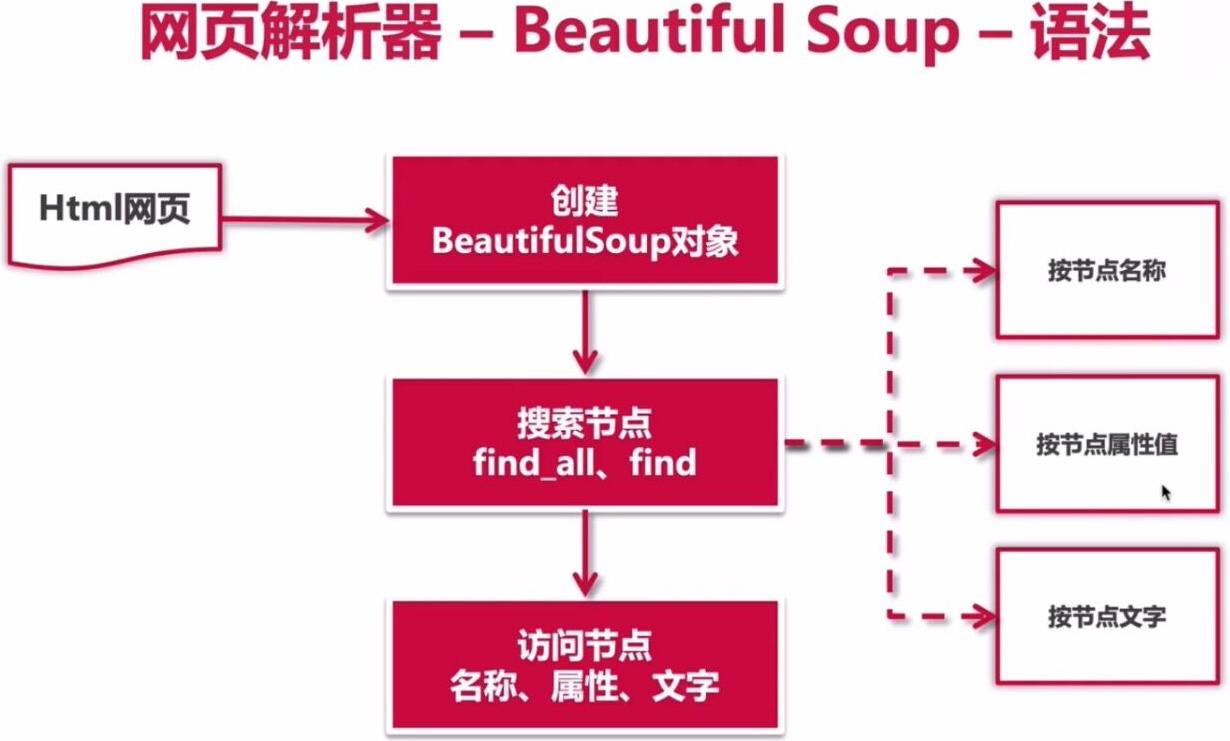 网页解析器 – Beautiful Soup – 语法
Html网页
创建
BeautifulSoup对象
搜索节点
find_all、find
访问节点
名称、属性、文字
按节点名称
按节点属性值
按节点文字